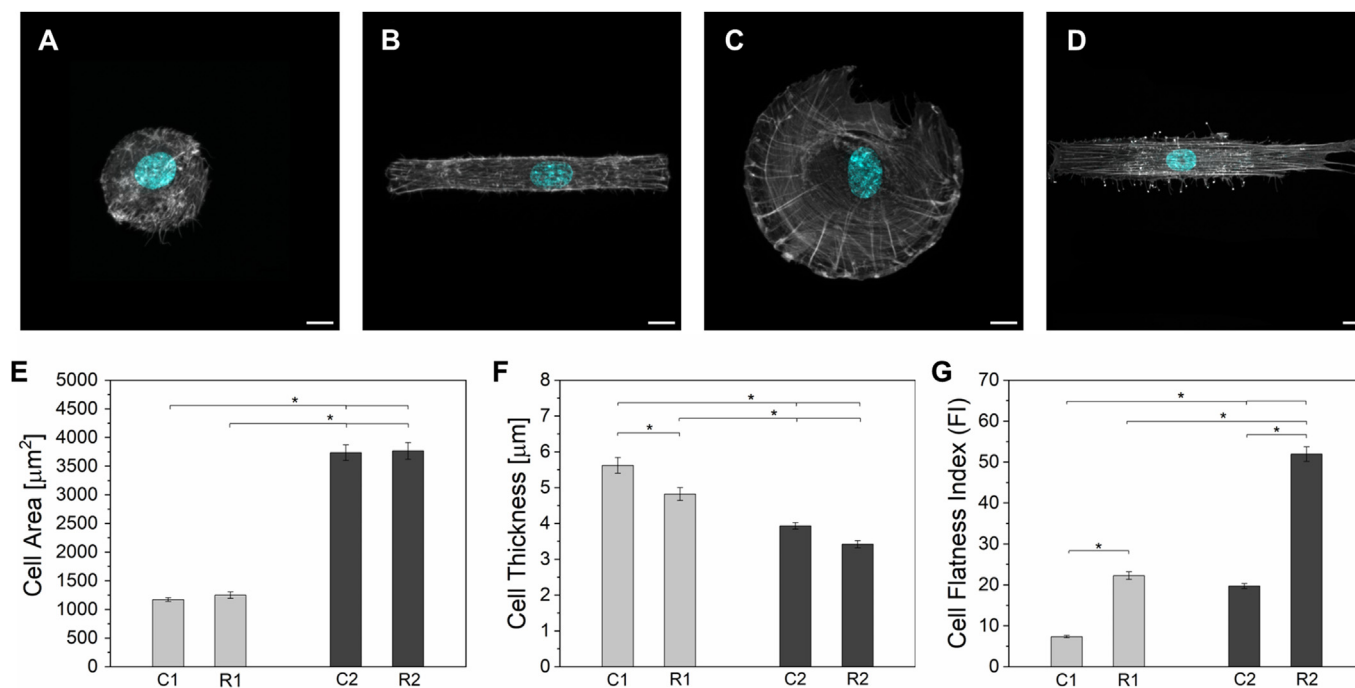 A
B
C
D
E
Cell Area [μm²]
5000
4500
4000
3750
3000
2500
2000
1500
1000
500
0
*
*
C1 R1 C2 R2
F
Cell Thickness [μm]
8
7
6
5
4
3
2
1
0
*
*
*
C1 R1 C2 R2
G
Cell Flatness Index (FI)
70
60
50
40
30
20
10
0
*
*
*
*
C1 R1 C2 R2